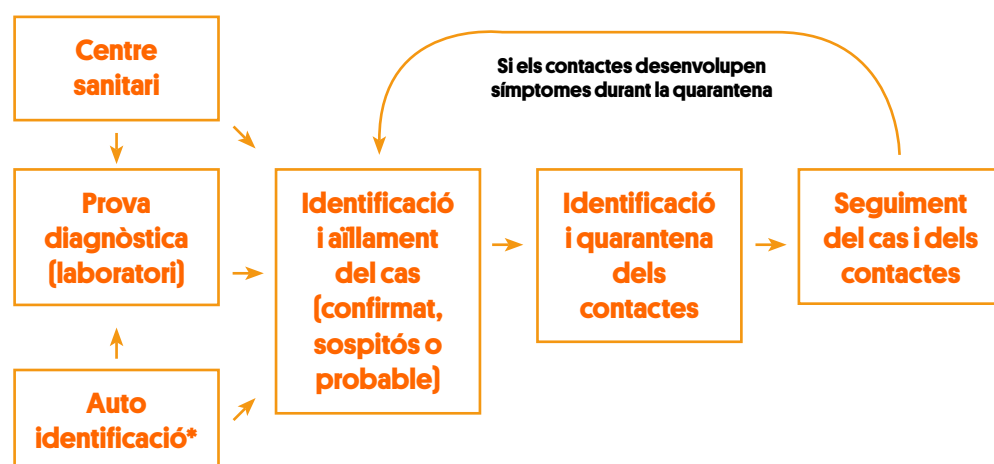 Centre
sanitari
Si els contactes desenvolupen
símptomes durant la quarantena
Prova
diagnòstica
(laboratori)
Identificació
i aïllament
del cas
(confirmat,
sospitós o
probable)
Identificació
i quarantena
dels
contactes
Seguiment
del cas i dels
contactes
Auto
identificació*